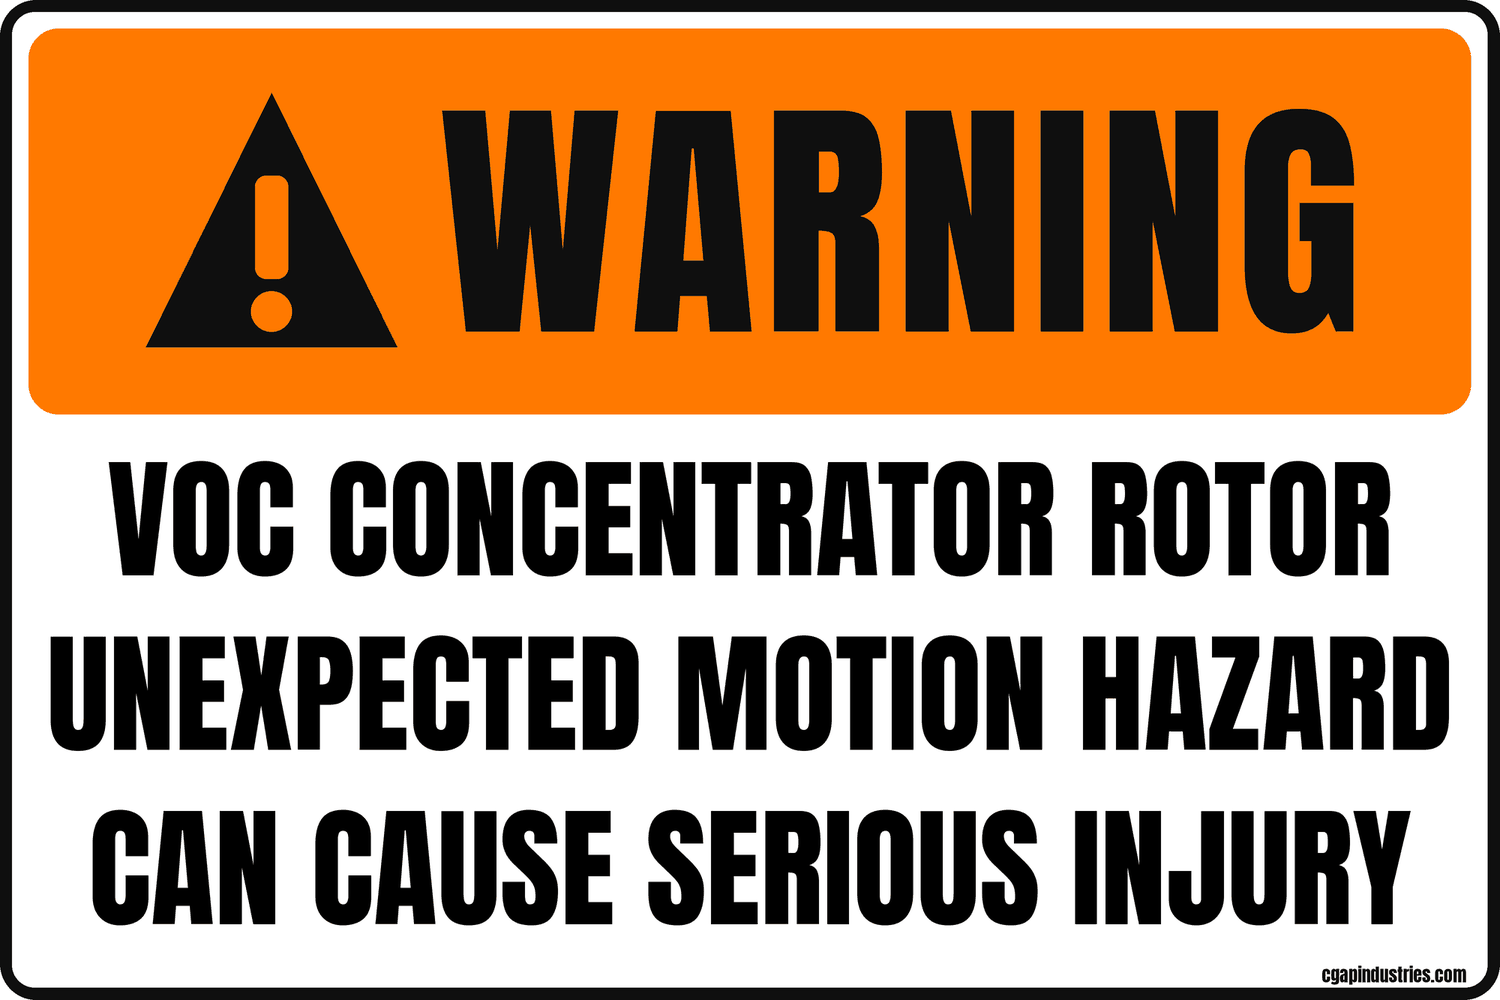 WARNING
VOC CONCENTRATOR ROTOR
UNEXPECTED MOTION HAZARD
CAN CAUSE SERIOUS INJURY
cgapindustries.com